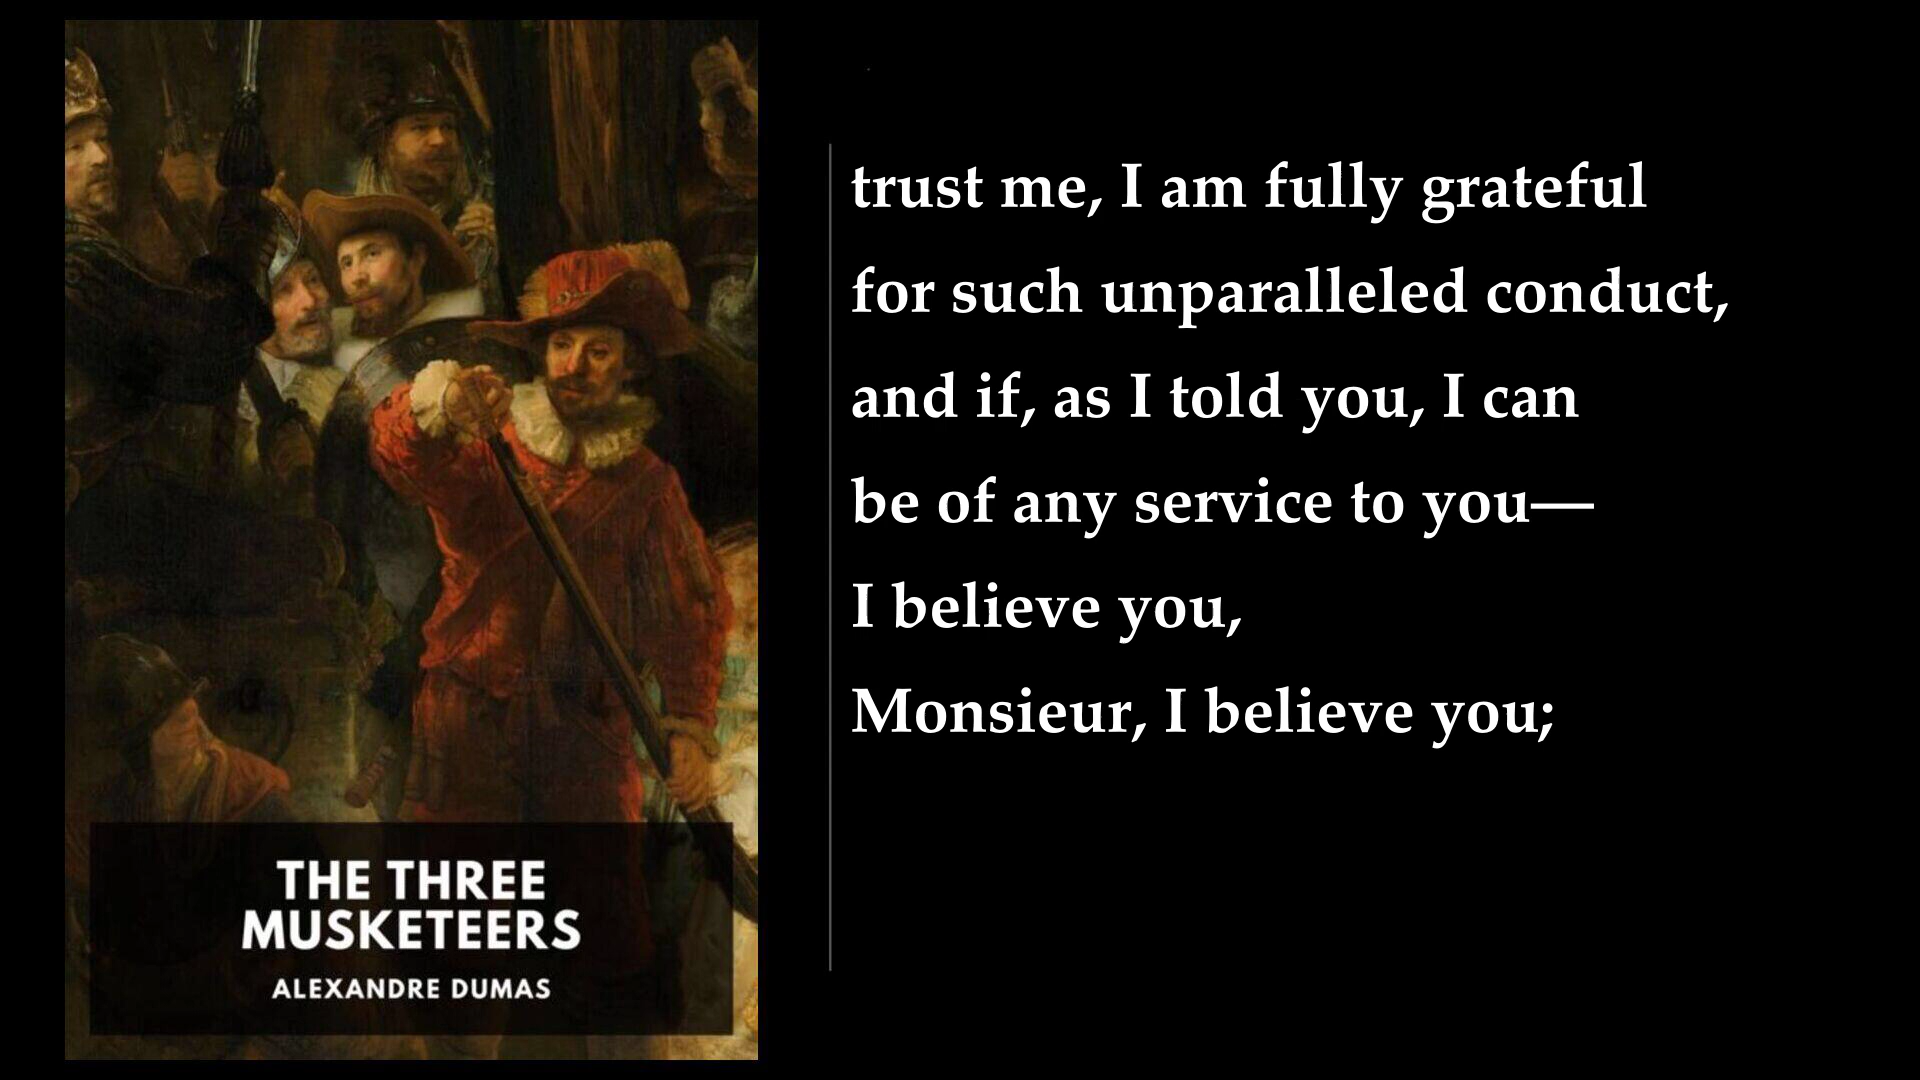 THE THREE
MUSKETEERS
ALEXANDRE DUMAS
trust me, I am fully grateful
for such unparalleled conduct,
and if, as I told you, I can
be of any service to you—
I believe you,
Monsieur, I believe you;